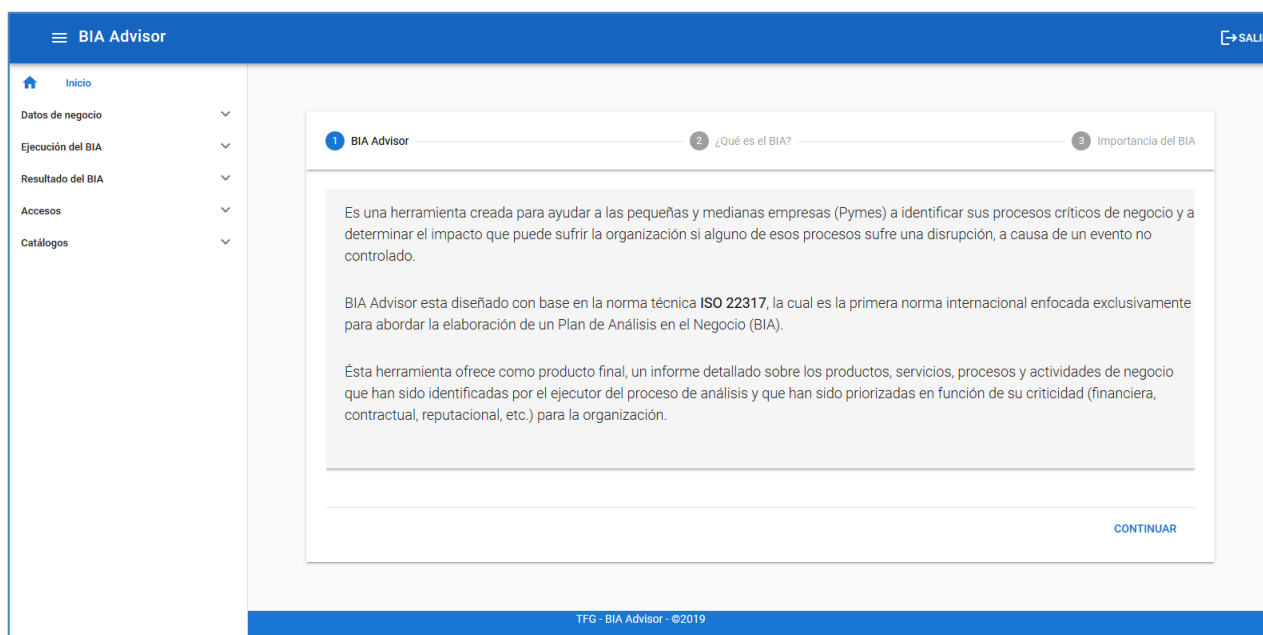 BIA Advisor
SALI
Inicio
Datos de negocio
Ejecución del BIA
Resultado del BIA
Accesos
Catálogos
1 BIA Advisor
2 ¿Qué es el BIA?
3 Importancia del BIA
Es una herramienta creada para ayudar a las pequeñas y medianas empresas (Pymes) a identificar sus procesos críticos de negocio y a
determinar el impacto que puede sufrir la organización si alguno de esos procesos sufre una disrupción, a causa de un evento no
controlado.
BIA Advisor esta diseñado con base en la norma técnica ISO 22317, la cual es la primera norma internacional enfocada exclusivamente
para abordar la elaboración de un Plan de Análisis en el Negocio (BIA).
Ésta herramienta ofrece como producto final, un informe detallado sobre los productos, servicios, procesos y actividades de negocio
que han sido identificadas por el ejecutor del proceso de análisis y que han sido priorizadas en función de su criticidad (financiera,
contractual, reputacional, etc.) para la organización.
CONTINUAR
TFG - BIA Advisor - ©2019